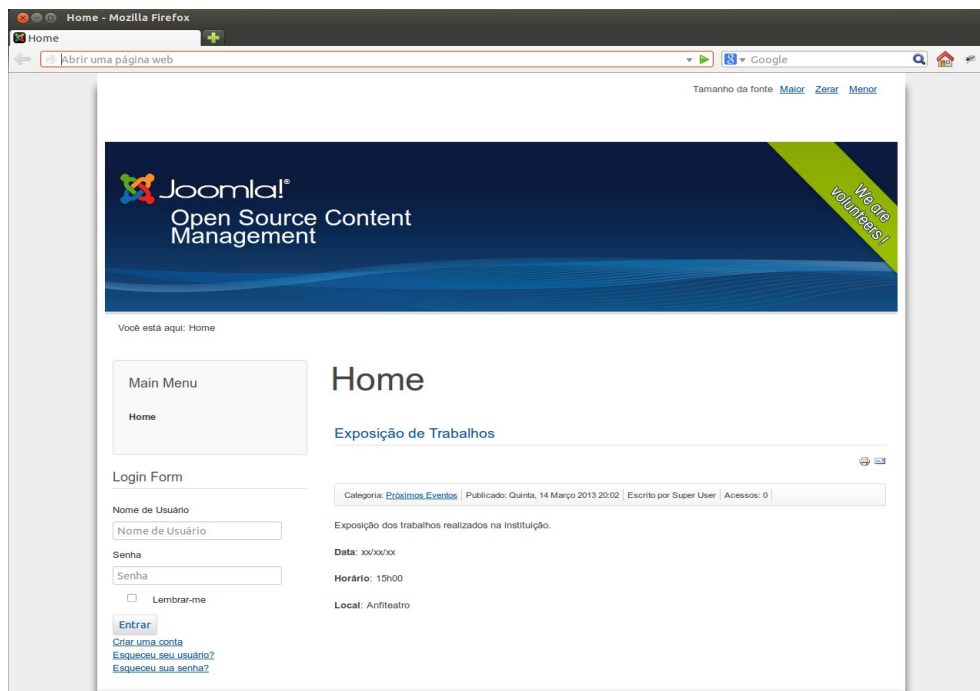 Home - Mozilla Firefox
Home
Abrir uma página web
Google
Tamanho da fonte Maior Zerar Menor
Joomla!®
Open Source Content
Management
We are
volunteers!
Você está aqui: Home
Main Menu
Home
Login Form
Nome de Usuário
Nome de Usuário
Senha
Senha
Lembrar-me
Entrar
Criar uma conta
Esqueceu seu usuário?
Esqueceu sua senha?
Home
Exposição de Trabalhos
Categoria: Próximos Eventos Publicado: Quinta, 14 Março 2013 20:02 Escrito por Super User Acessos: 0
Exposição dos trabalhos realizados na instituição.
Data: xx/xx/xx
Horário: 15h00
Local: Anfiteatro